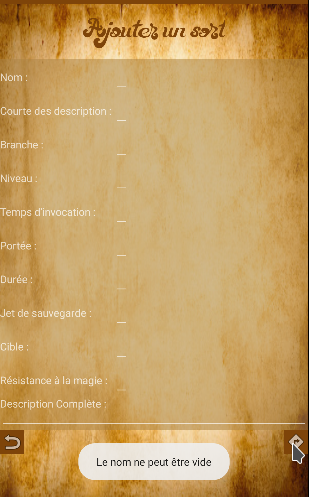 Ajouter un sort
Nom :
Courte des description :
Branche :
Niveau :
Temps d'invocation :
Portée :
Durée :
Jet de sauvegarde :
Cible :
Résistance à la magie :
Description Complète :
Le nom ne peut être vide